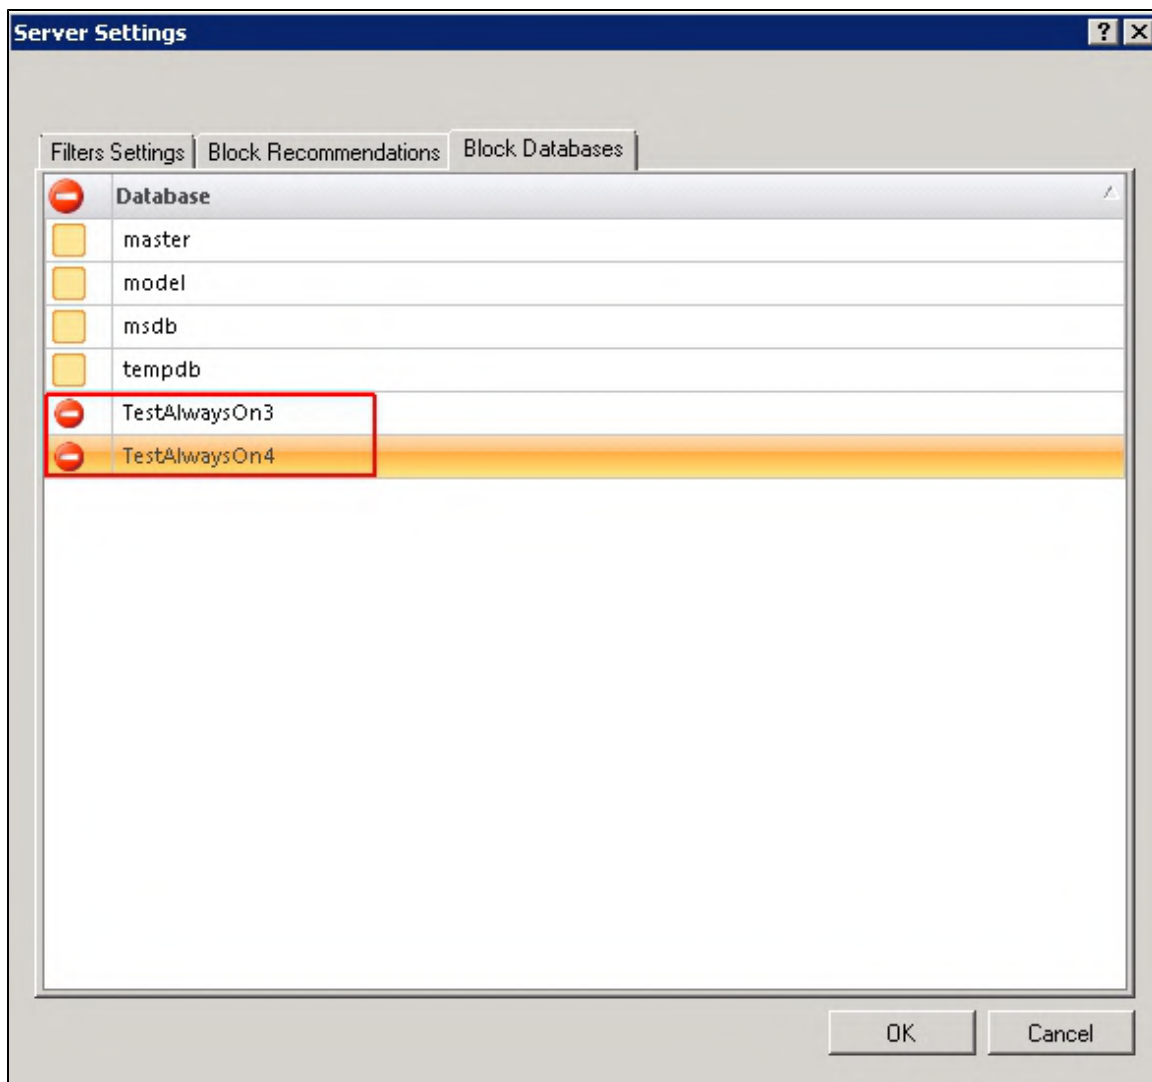 Server Settings
Filters Settings Block Recommendations Block Databases
Database
master
model
msdb
tempdb
TestAlwaysOn3
TestAlwaysOn4
OK Cancel